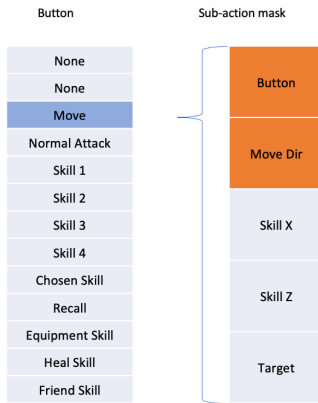 Button
Sub-action mask
None
None
Move
Normal Attack
Skill 1
Skill 2
Skill 3
Skill 4
Chosen Skill
Recall
Equipment Skill
Heal Skill
Friend Skill
Button
Move Dir
Skill X
Skill Z
Target